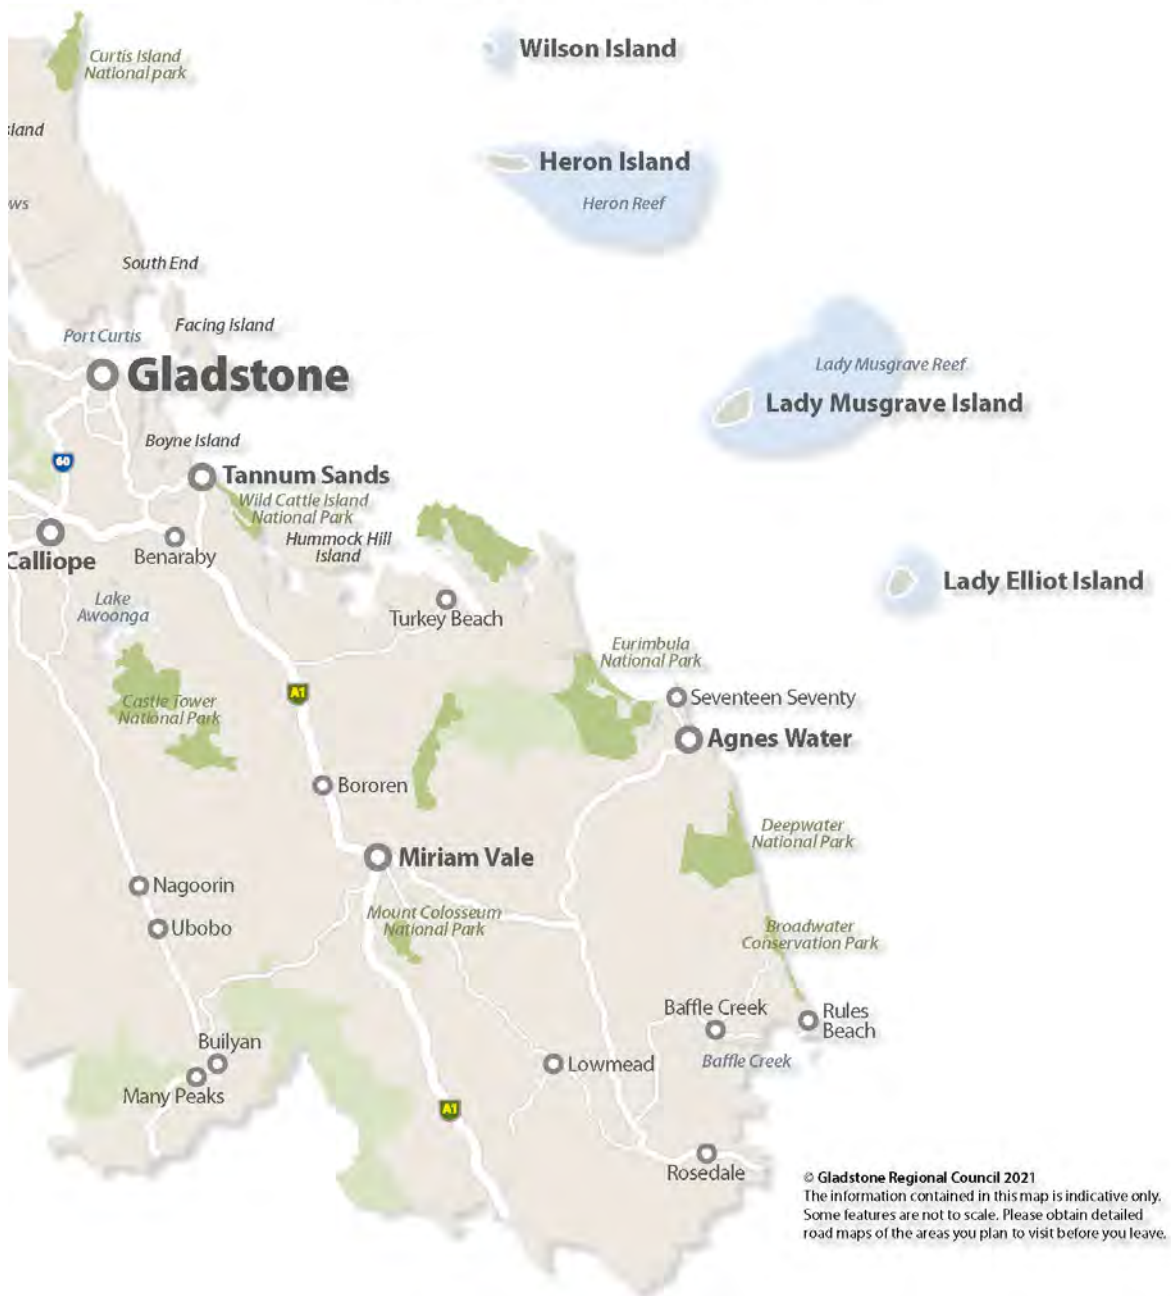 Curtis Island
National park
Wilson Island
Heron Island
Heron Reef
South End
Port Curtis
Facing Island
Gladstone
Lady Musgrave Reef
Lady Musgrave Island
Boyne Island
60
Tannum Sands
Wild Cattle Island
National Park
Hummock Hill
Island
Calliope
Benaraby
Lady Elliot Island
Lake
Awoonga
Turkey Beach
Eurimbula
National Park
A1
Castle Tower
National Park
Seventeen Seventy
Agnes Water
Bororen
Deepwater
National Park
Miriam Vale
Nagoorin
Ubobo
Mount Colosseum
National Park
Broadwater
Conservation Park
Baffle Creek
Rules
Beach
Builyan
Baffle Creek
Lowmead
Many Peaks
A1
Rosedale
© Gladstone Regional Council 2021
The information contained in this map is indicative only.
Some features are not to scale. Please obtain detailed
road maps of the areas you plan to visit before you leave.